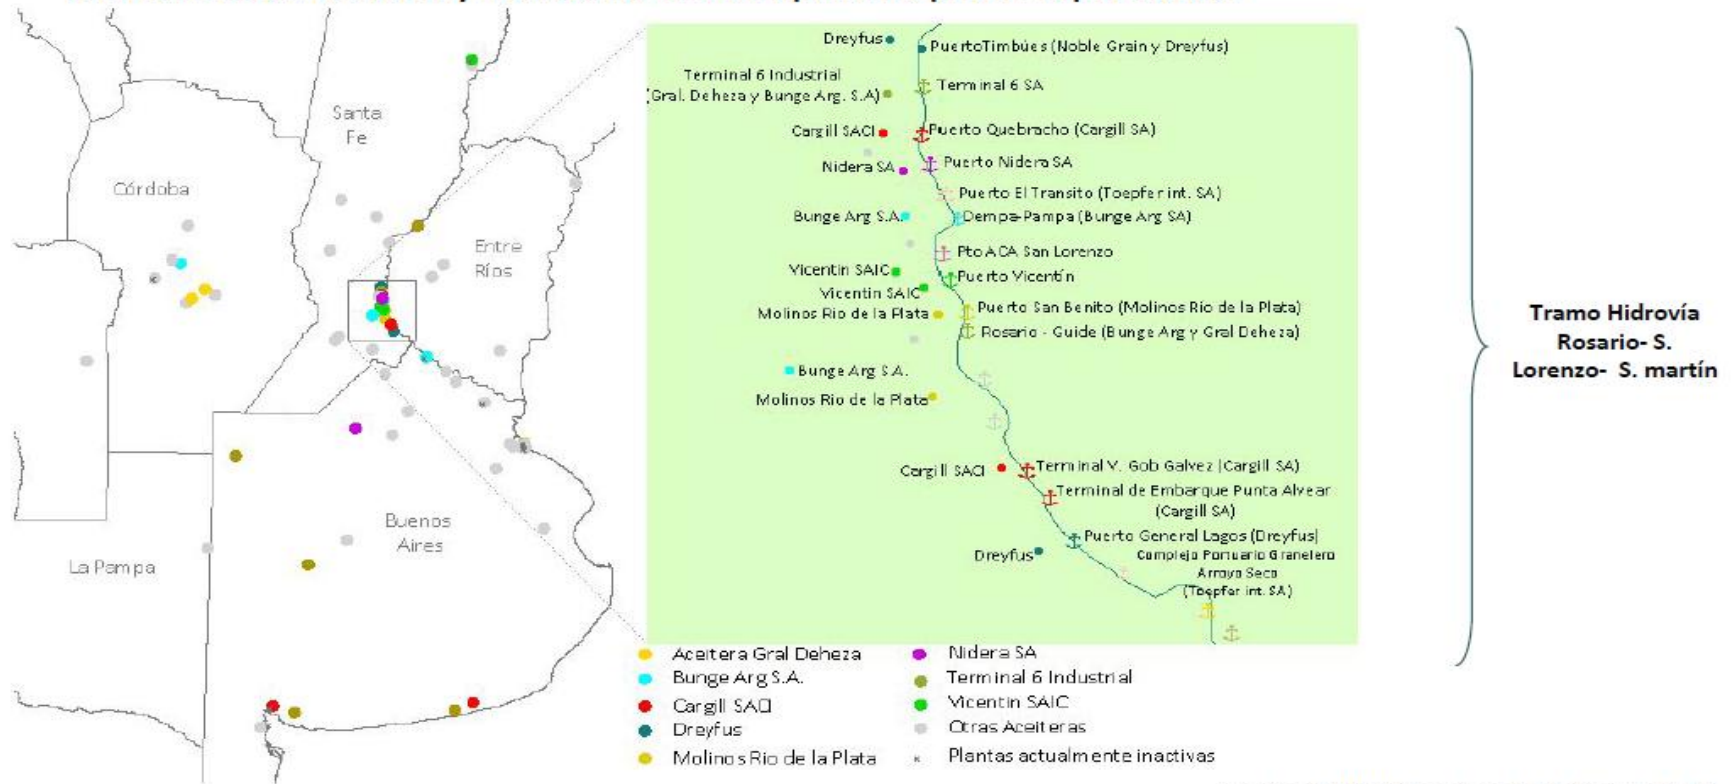 Santa
Fe
Córdoba
Entre
Ríos
Buenos
Aires
La Pampa
Dreyfus
PuertoTimbúes (Noble Grain y Dreyfus)
Terminal 6 Industrial
(Gral. Deheza y Bunge Arg. S.A)
Terminal 6 SA
Cargill SACI
Puerto Quebracho (Cargill SA)
Nidera SA
Puerto Nidera SA
Puerto El Transito (Toepfer int. SA)
Bunge Arg S.A.
Dempa-Pampa (Bunge Arg SA)
Pto ACA San Lorenzo
Vicentin SAIC
Puerto Vicentín
Vicentin SAIC
Molinos Rio de la Plata
Puerto San Benito (Molinos Rio de la Plata)
Rosario - Guide (Bunge Arg y Gral Deheza)
Bunge Arg S.A.
Molinos Rio de la Plata
Cargill SACI
Terminal V. Gob Galvez (Cargill SA)
Terminal de Embarque Punta Alvear
(Cargill SA)
Puerto General Lagos (Dreyfus)
Dreyfus
Complejo Portuario Granelero
Arroyo Seco
(Toepfer int. SA)
Tramo Hidrovía
Rosario- S.
Lorenzo- S. martín
Aceitera Gral Deheza
Bunge Arg S.A.
Cargill SACI
Dreyfus
Molinos Rio de la Plata
Nidera SA
Terminal 6 Industrial
Vicentin SAIC
Otras Aceiteras
Plantas actualmente inactivas